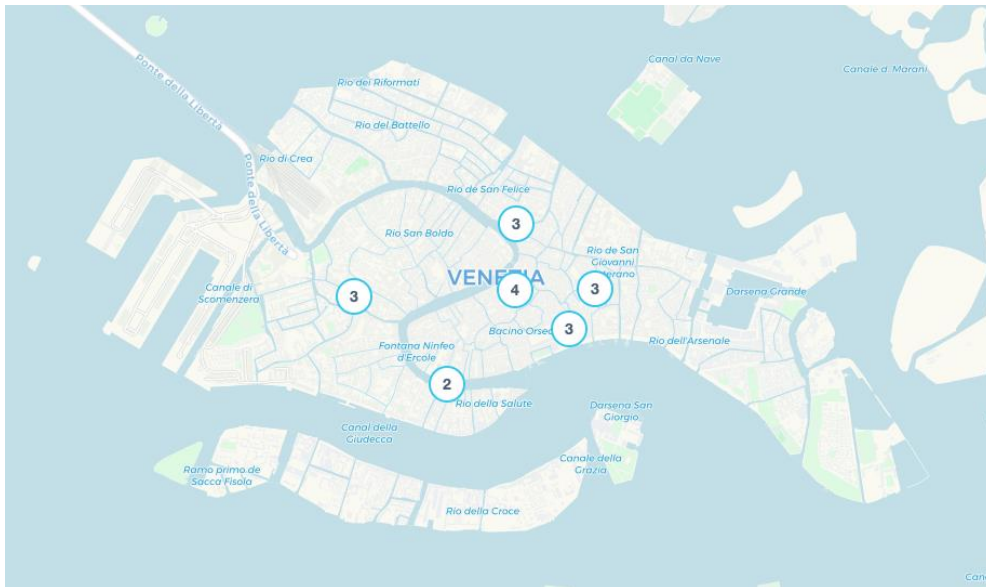 Canal da Nave
Canale d. Marani
Ponte della Libertà
Rio dei Riformati
Rio del Battello
Rio di Crea
Ponte della Libertà
Rio de San Felice
3
Rio San Boldo
Rio de San
Giovanni
VENEZIA
4
3
3
Canale di
Scomenzera
Darsena Grande
3
Rio dell'Arsenale
Fontana Ninfeo
d'Ercole
2
Rio della Salute
Darsena San
Giorgio
Canal della
Giudecca
Canale della
Grazia
Ramo primo de
Sacca Fisola
Rio della Croce